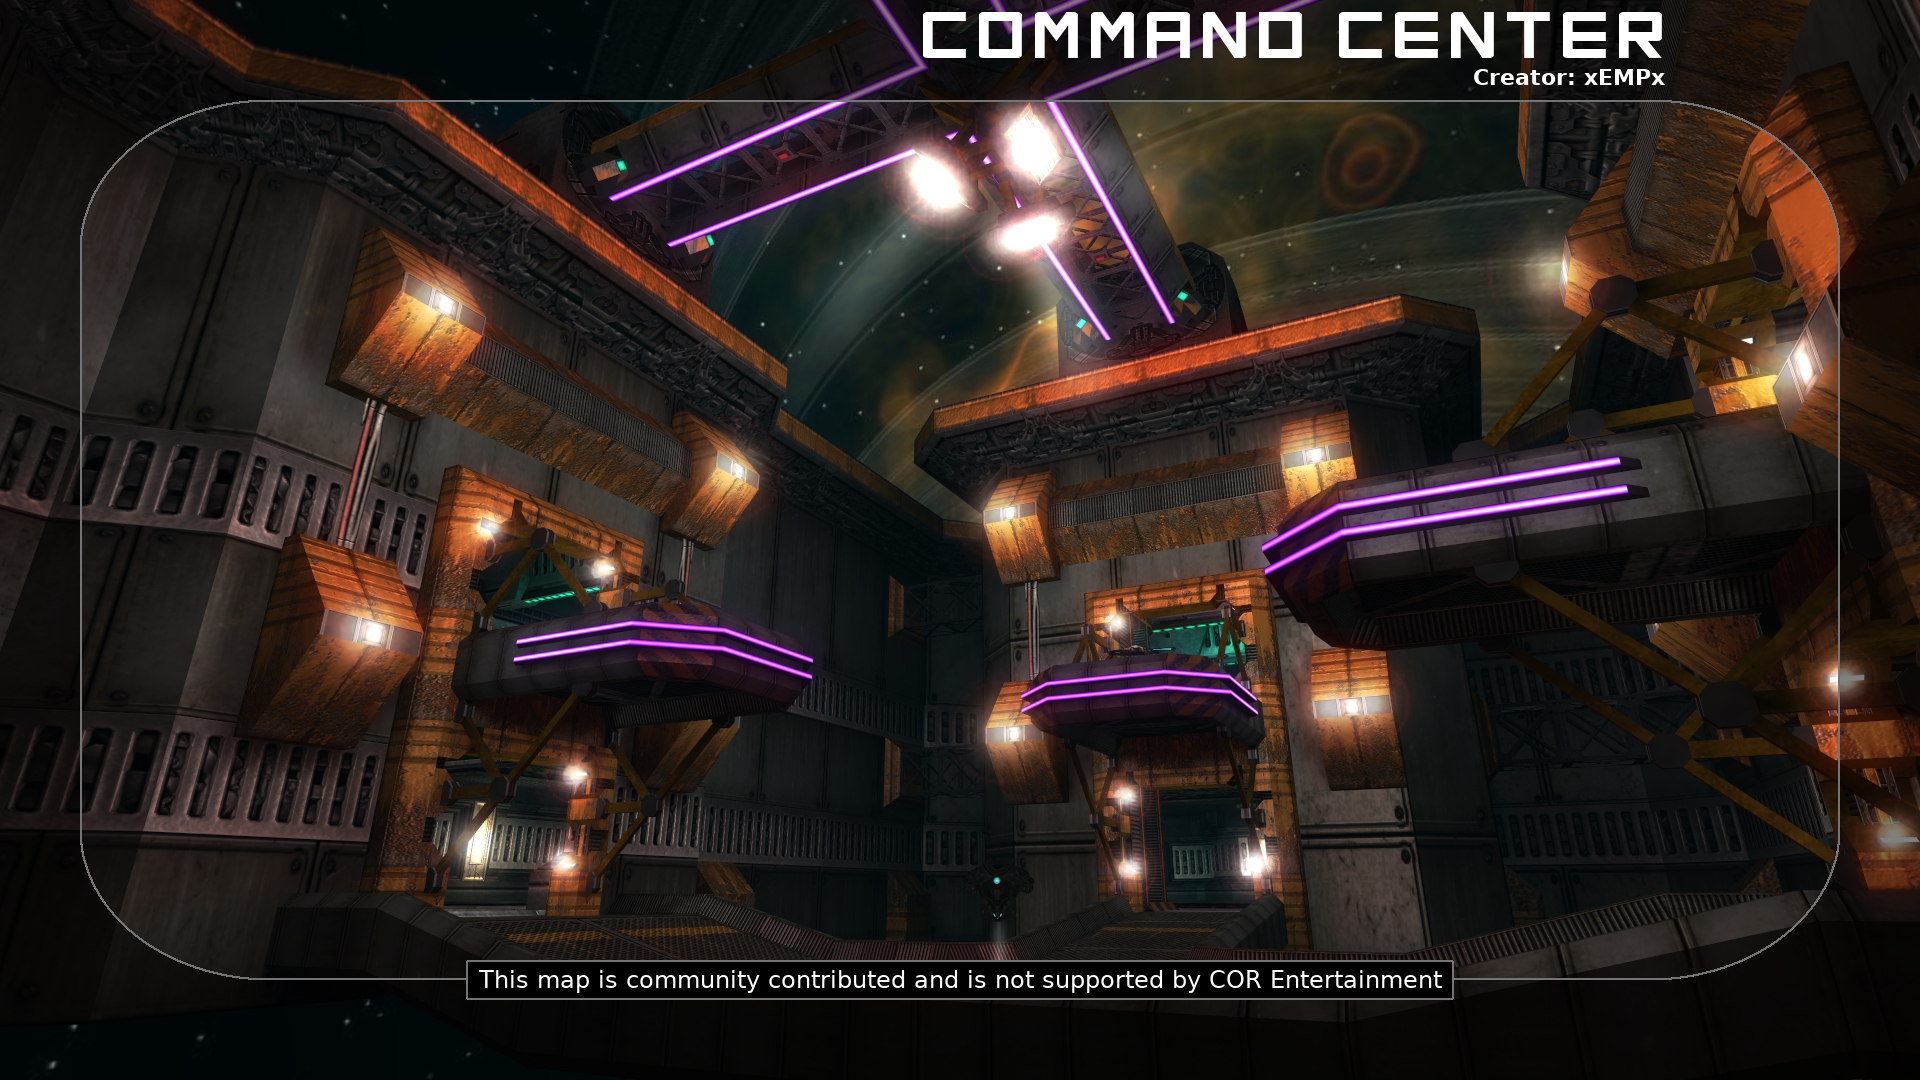 COMMAND CENTER
Creator: xEMPx
This map is community contributed and is not supported by COR Entertainment